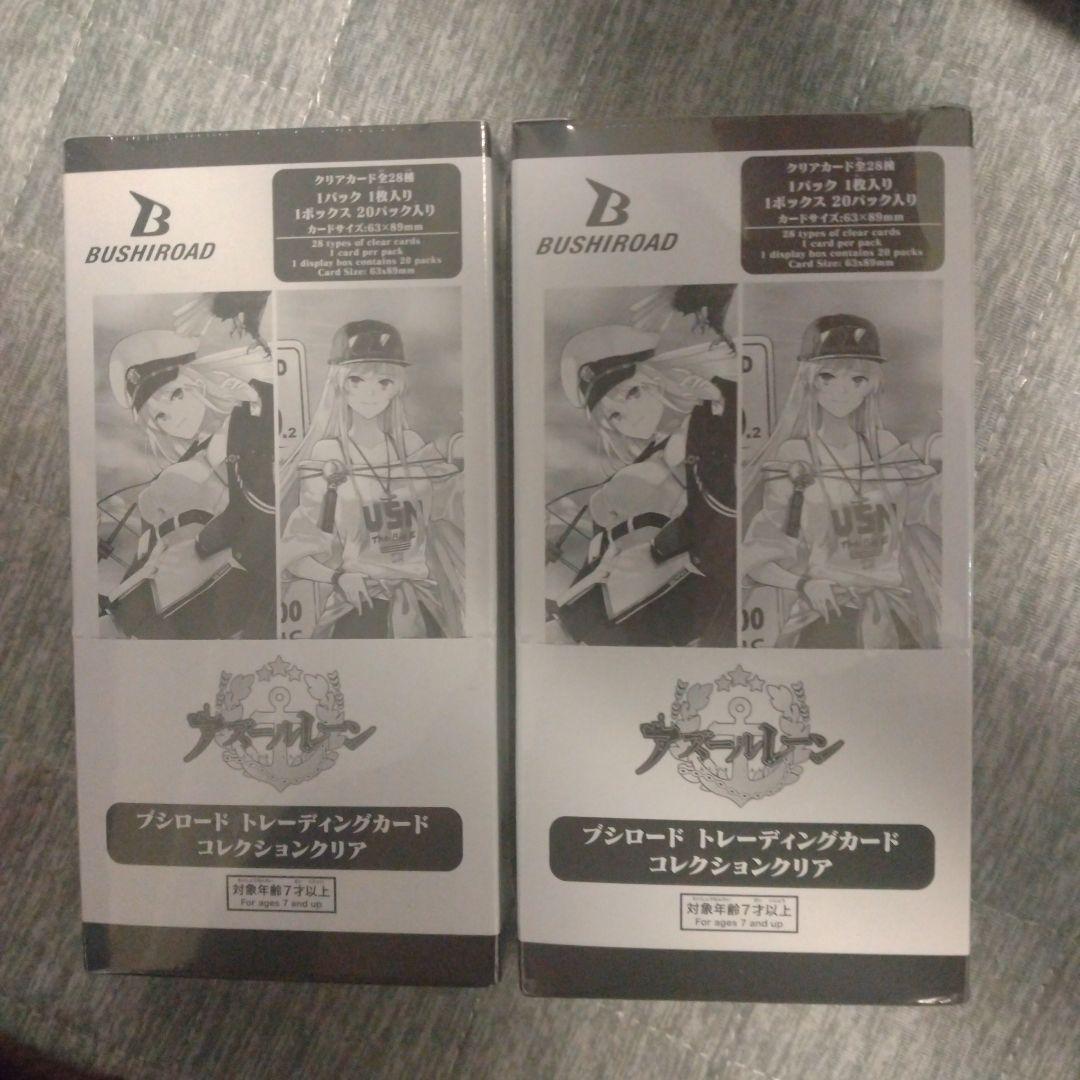 BUSHIROAD
クリアカード全28種
1パック 1枚入り
1ボックス 20パック入り
カードサイズ:63×89mm
28 types of clear cards
1 card per pack
1 display box contains 20 packs
Card Size: 63x89mm
USN
アズールレーン
ブシロード トレーディングカード
コレクションクリア
対象年齢7才以上
For ages 7 and up
BUSHIROAD
クリアカード全28種
1パック 1枚入り
1ボックス 20パック入り
カードサイズ:63×89mm
28 types of clear cards
1 card per pack
1 display box contains 20 packs
Card Size: 63x89mm
USN
アズールレーン
ブシロード トレーディングカード
コレクションクリア
対象年齢7才以上
For ages 7 and up